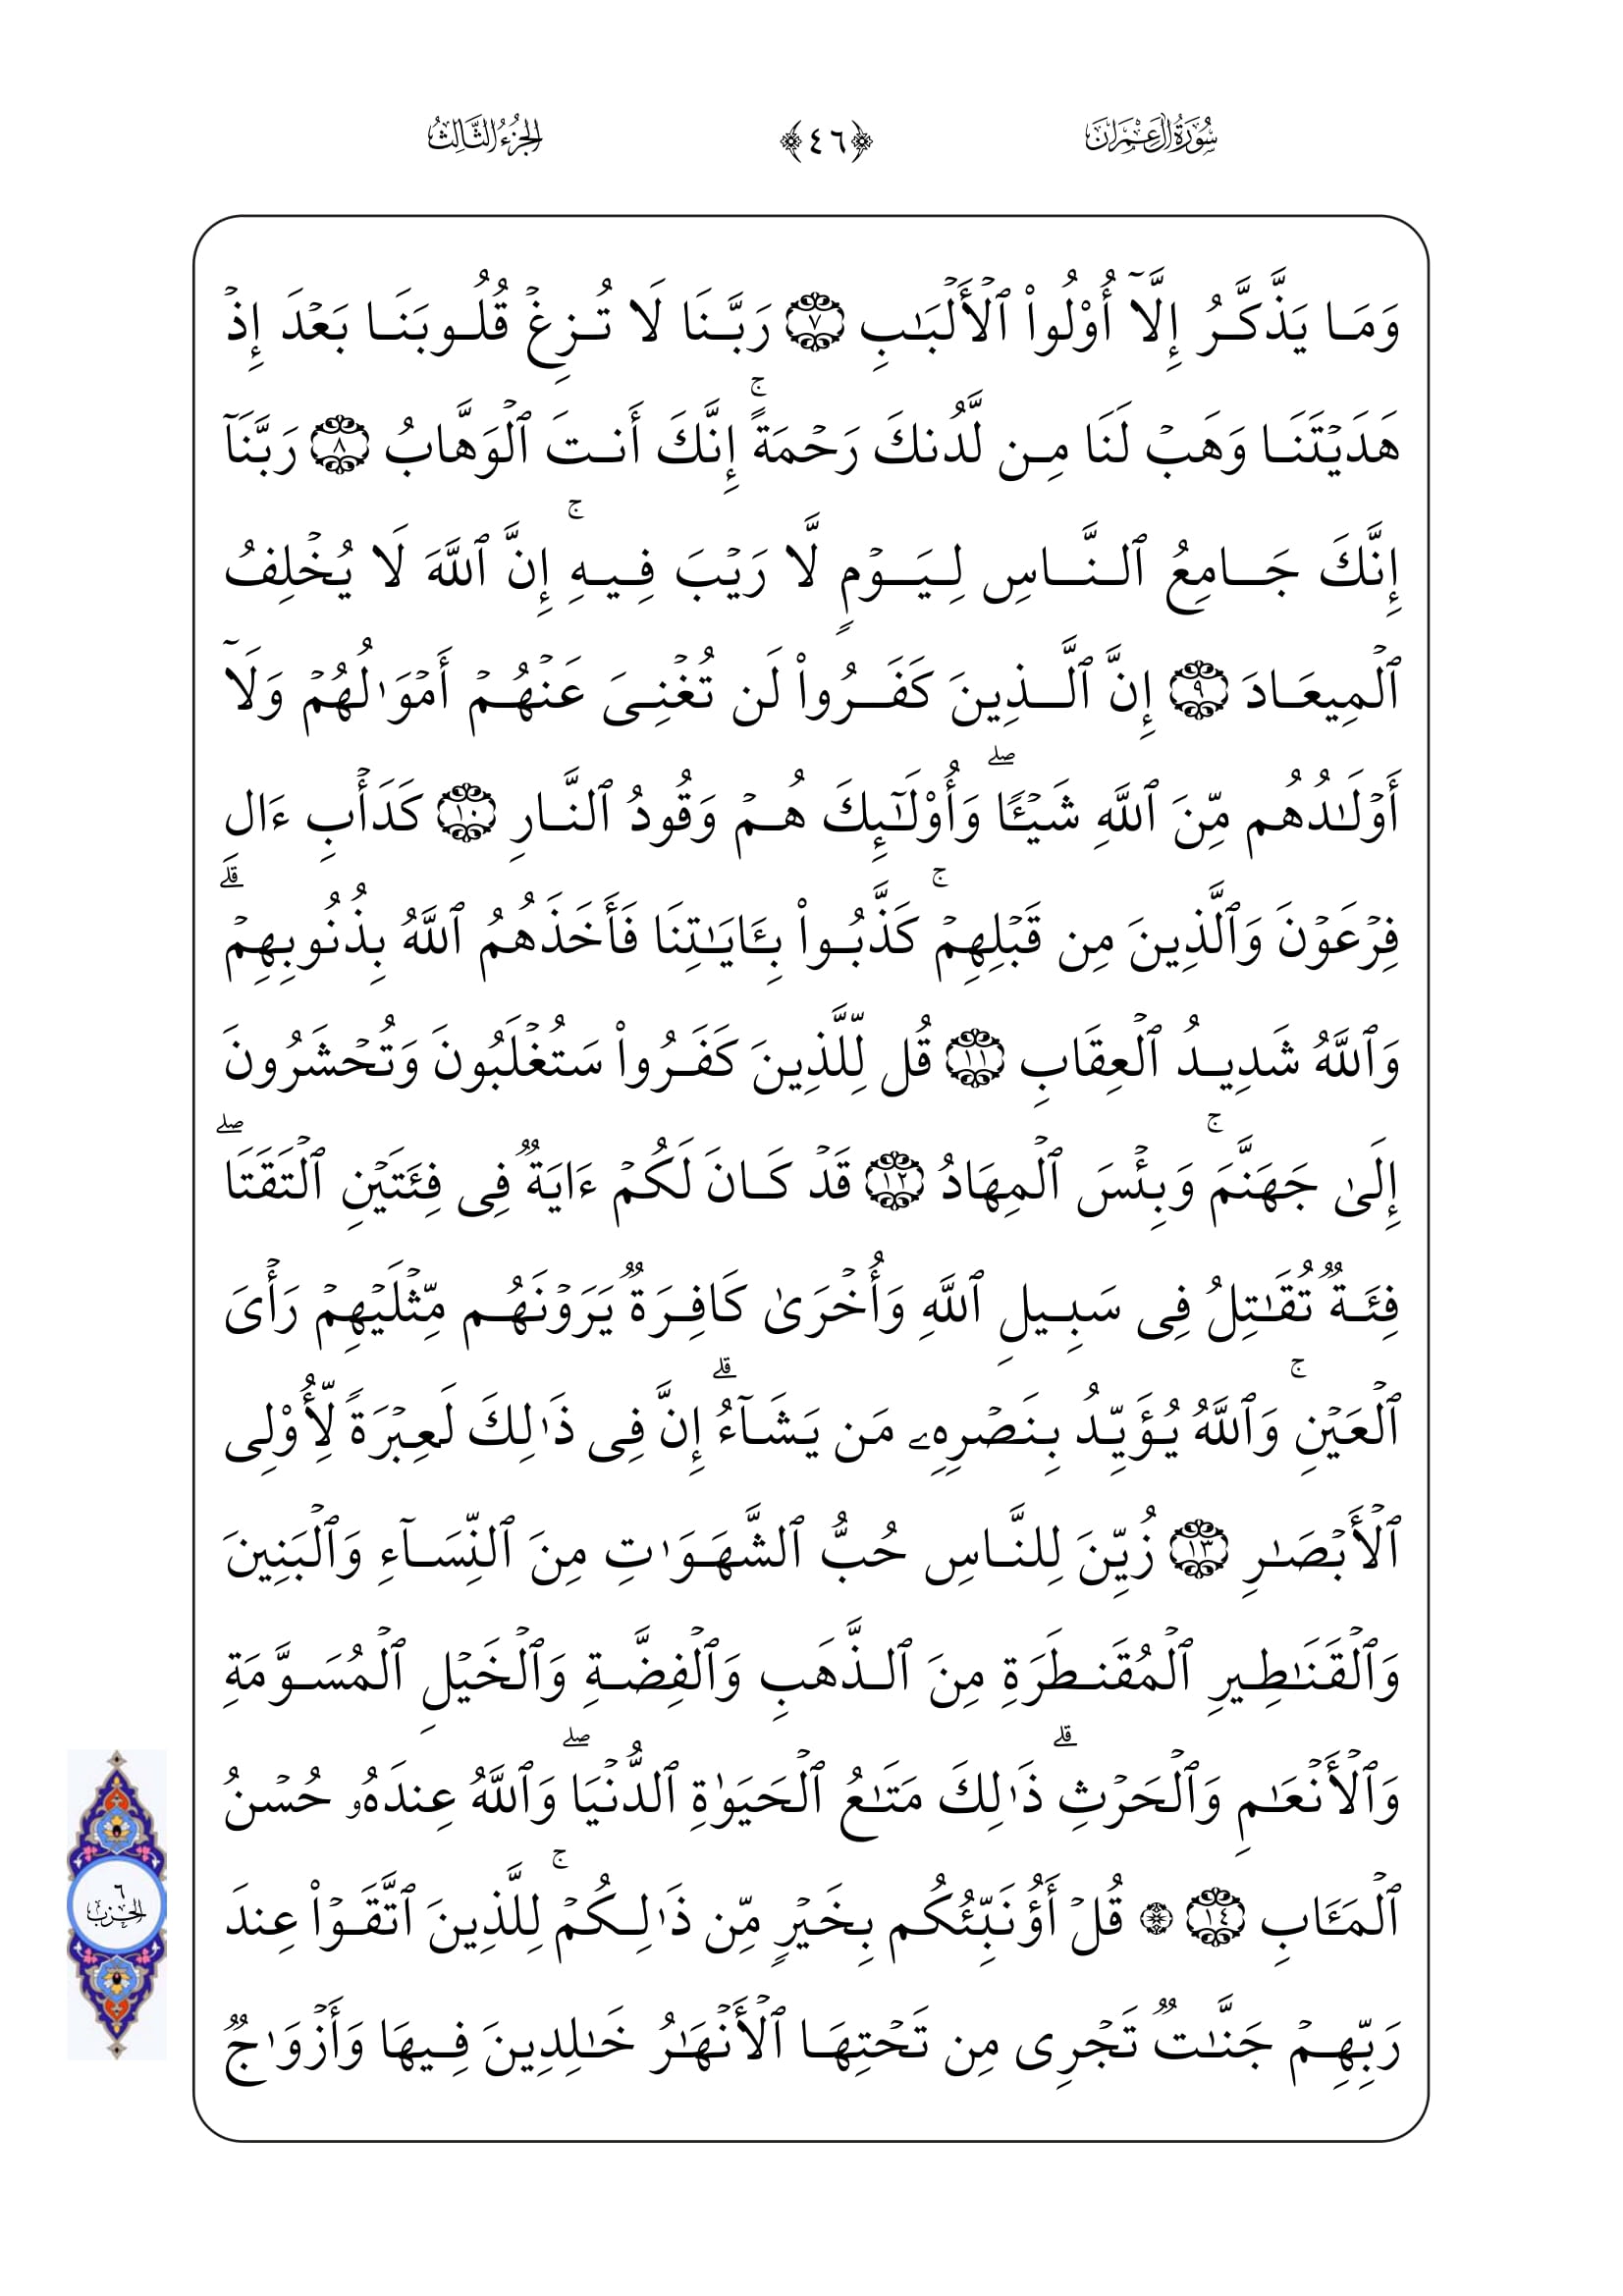 سُورَةُ آلِ عِمْرَانَ
﴿٤٦﴾
الجُزْءُ الثَّالِثُ
وَمَا يَذَّكَّرُ إِلَّآ أُوْلُواْ ٱلْأَلْبَٰبِ ٧ رَبَّنَا لَا تُزِغْ قُلُوبَنَا بَعْدَ إِذْ
هَدَيْتَنَا وَهَبْ لَنَا مِن لَّدُنكَ رَحْمَةًۚ إِنَّكَ أَنتَ ٱلْوَهَّابُ ٨ رَبَّنَآ
إِنَّكَ جَامِعُ ٱلنَّاسِ لِيَوْمٍ لَّا رَيْبَ فِيهِۚ إِنَّ ٱللَّهَ لَا يُخْلِفُ
ٱلْمِيعَادَ ٩ إِنَّ ٱلَّذِينَ كَفَرُواْ لَن تُغْنِىَ عَنْهُمْ أَمْوَٰلُهُمْ وَلَآ
أَوْلَٰدُهُم مِّنَ ٱللَّهِ شَيْـًٔاۖ وَأُوْلَٰٓئِكَ هُمْ وَقُودُ ٱلنَّارِ ١٠ كَدَأْبِ ءَالِ
فِرْعَوْنَ وَٱلَّذِينَ مِن قَبْلِهِمْۚ كَذَّبُواْ بِـَٔايَٰتِنَا فَأَخَذَهُمُ ٱللَّهُ بِذُنُوبِهِمْۗ
وَٱللَّهُ شَدِيدُ ٱلْعِقَابِ ١١ قُل لِّلَّذِينَ كَفَرُواْ سَتُغْلَبُونَ وَتُحْشَرُونَ
إِلَىٰ جَهَنَّمَۚ وَبِئْسَ ٱلْمِهَادُ ١٢ قَدْ كَانَ لَكُمْ ءَايَةٌ فِى فِئَتَيْنِ ٱلْتَقَتَاۖ
فِئَةٌ تُقَٰتِلُ فِى سَبِيلِ ٱللَّهِ وَأُخْرَىٰ كَافِرَةٌ يَرَوْنَهُم مِّثْلَيْهِمْ رَأْىَ
ٱلْعَيْنِۚ وَٱللَّهُ يُؤَيِّدُ بِنَصْرِهِۦ مَن يَشَآءُۗ إِنَّ فِى ذَٰلِكَ لَعِبْرَةً لِّأُوْلِى
ٱلْأَبْصَٰرِ ١٣ زُيِّنَ لِلنَّاسِ حُبُّ ٱلشَّهَوَٰتِ مِنَ ٱلنِّسَآءِ وَٱلْبَنِينَ
وَٱلْقَنَٰطِيرِ ٱلْمُقَنطَرَةِ مِنَ ٱلذَّهَبِ وَٱلْفِضَّةِ وَٱلْخَيْلِ ٱلْمُسَوَّمَةِ
وَٱلْأَنْعَٰمِ وَٱلْحَرْثِۗ ذَٰلِكَ مَتَٰعُ ٱلْحَيَوٰةِ ٱلدُّنْيَاۖ وَٱللَّهُ عِندَهُۥ حُسْنُ
ٱلْمَـَٔابِ ١٤ ۞ قُلْ أَؤُنَبِّئُكُم بِخَيْرٍ مِّن ذَٰلِكُمْۚ لِلَّذِينَ ٱتَّقَوْاْ عِندَ
رَبِّهِمْ جَنَّٰتٌ تَجْرِى مِن تَحْتِهَا ٱلْأَنْهَٰرُ خَٰلِدِينَ فِيهَا وَأَزْوَٰجٌ
٦
الحزب